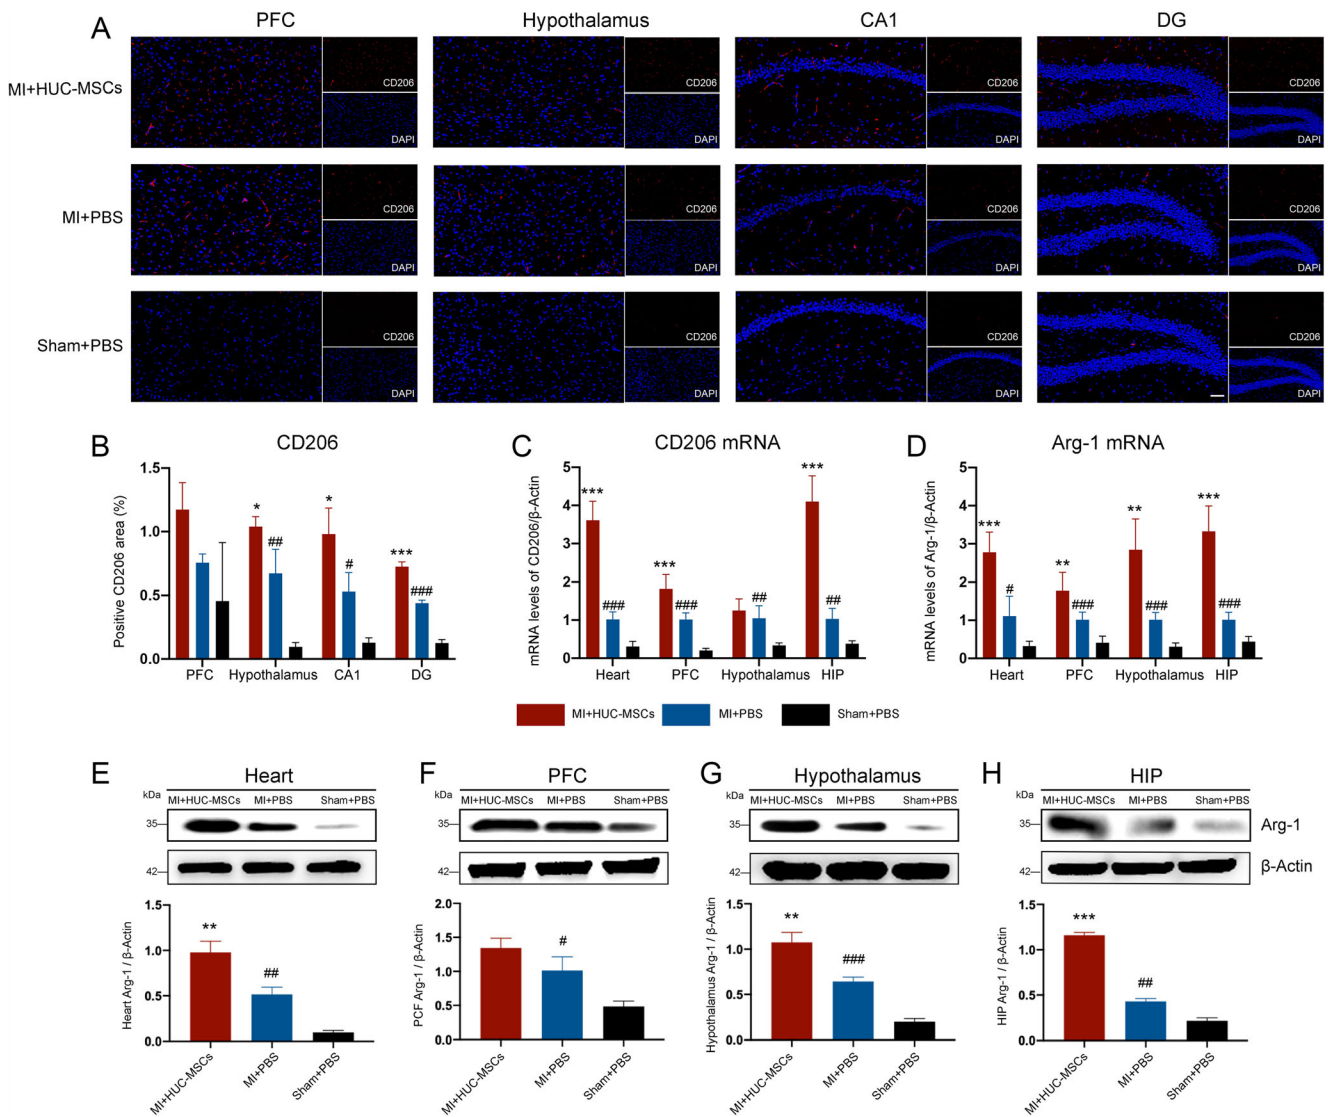 A
PFC
Hypothalamus
CA1
DG
MI+HUC-MSCs
CD206
DAPI
CD206
DAPI
CD206
DAPI
CD206
DAPI
MI+PBS
CD206
DAPI
CD206
DAPI
CD206
DAPI
CD206
DAPI
Sham+PBS
CD206
DAPI
CD206
DAPI
CD206
DAPI
CD206
DAPI
B
CD206
Positive CD206 area (%)
1.5
1.0
0.5
0.0
* ## * # *** ###
PFC Hypothalamus CA1 DG
C
CD206 mRNA
mRNA levels of CD206/β-Actin
5
4
3
2
1
0
*** ### *** ### ## *** ##
Heart PFC Hypothalamus HIP
D
Arg-1 mRNA
mRNA levels of Arg-1/β-Actin
5
4
3
2
1
0
*** # ** ### ** ### *** ###
Heart PFC Hypothalamus HIP
MI+HUC-MSCs MI+PBS Sham+PBS
E
Heart
kDa
MI+HUC-MSCs MI+PBS Sham+PBS
35
42
Heart Arg-1 / β-Actin
1.5
1.0
0.5
0.0
** ##
MI+HUC-MSCs
MI+PBS
Sham+PBS
F
PFC
kDa
MI+HUC-MSCs MI+PBS Sham+PBS
35
42
PCF Arg-1 / β-Actin
2.0
1.5
1.0
0.5
0.0
#
MI+HUC-MSCs
MI+PBS
Sham+PBS
G
Hypothalamus
kDa
MI+HUC-MSCs MI+PBS Sham+PBS
35
42
Hypothalamus Arg-1 / β-Actin
1.5
1.0
0.5
0.0
** ###
MI+HUC-MSCs
MI+PBS
Sham+PBS
H
HIP
kDa
MI+HUC-MSCs MI+PBS Sham+PBS
35
Arg-1
42
β-Actin
HIP Arg-1 / β-Actin
1.5
1.0
0.5
0.0
*** ##
MI+HUC-MSCs
MI+PBS
Sham+PBS